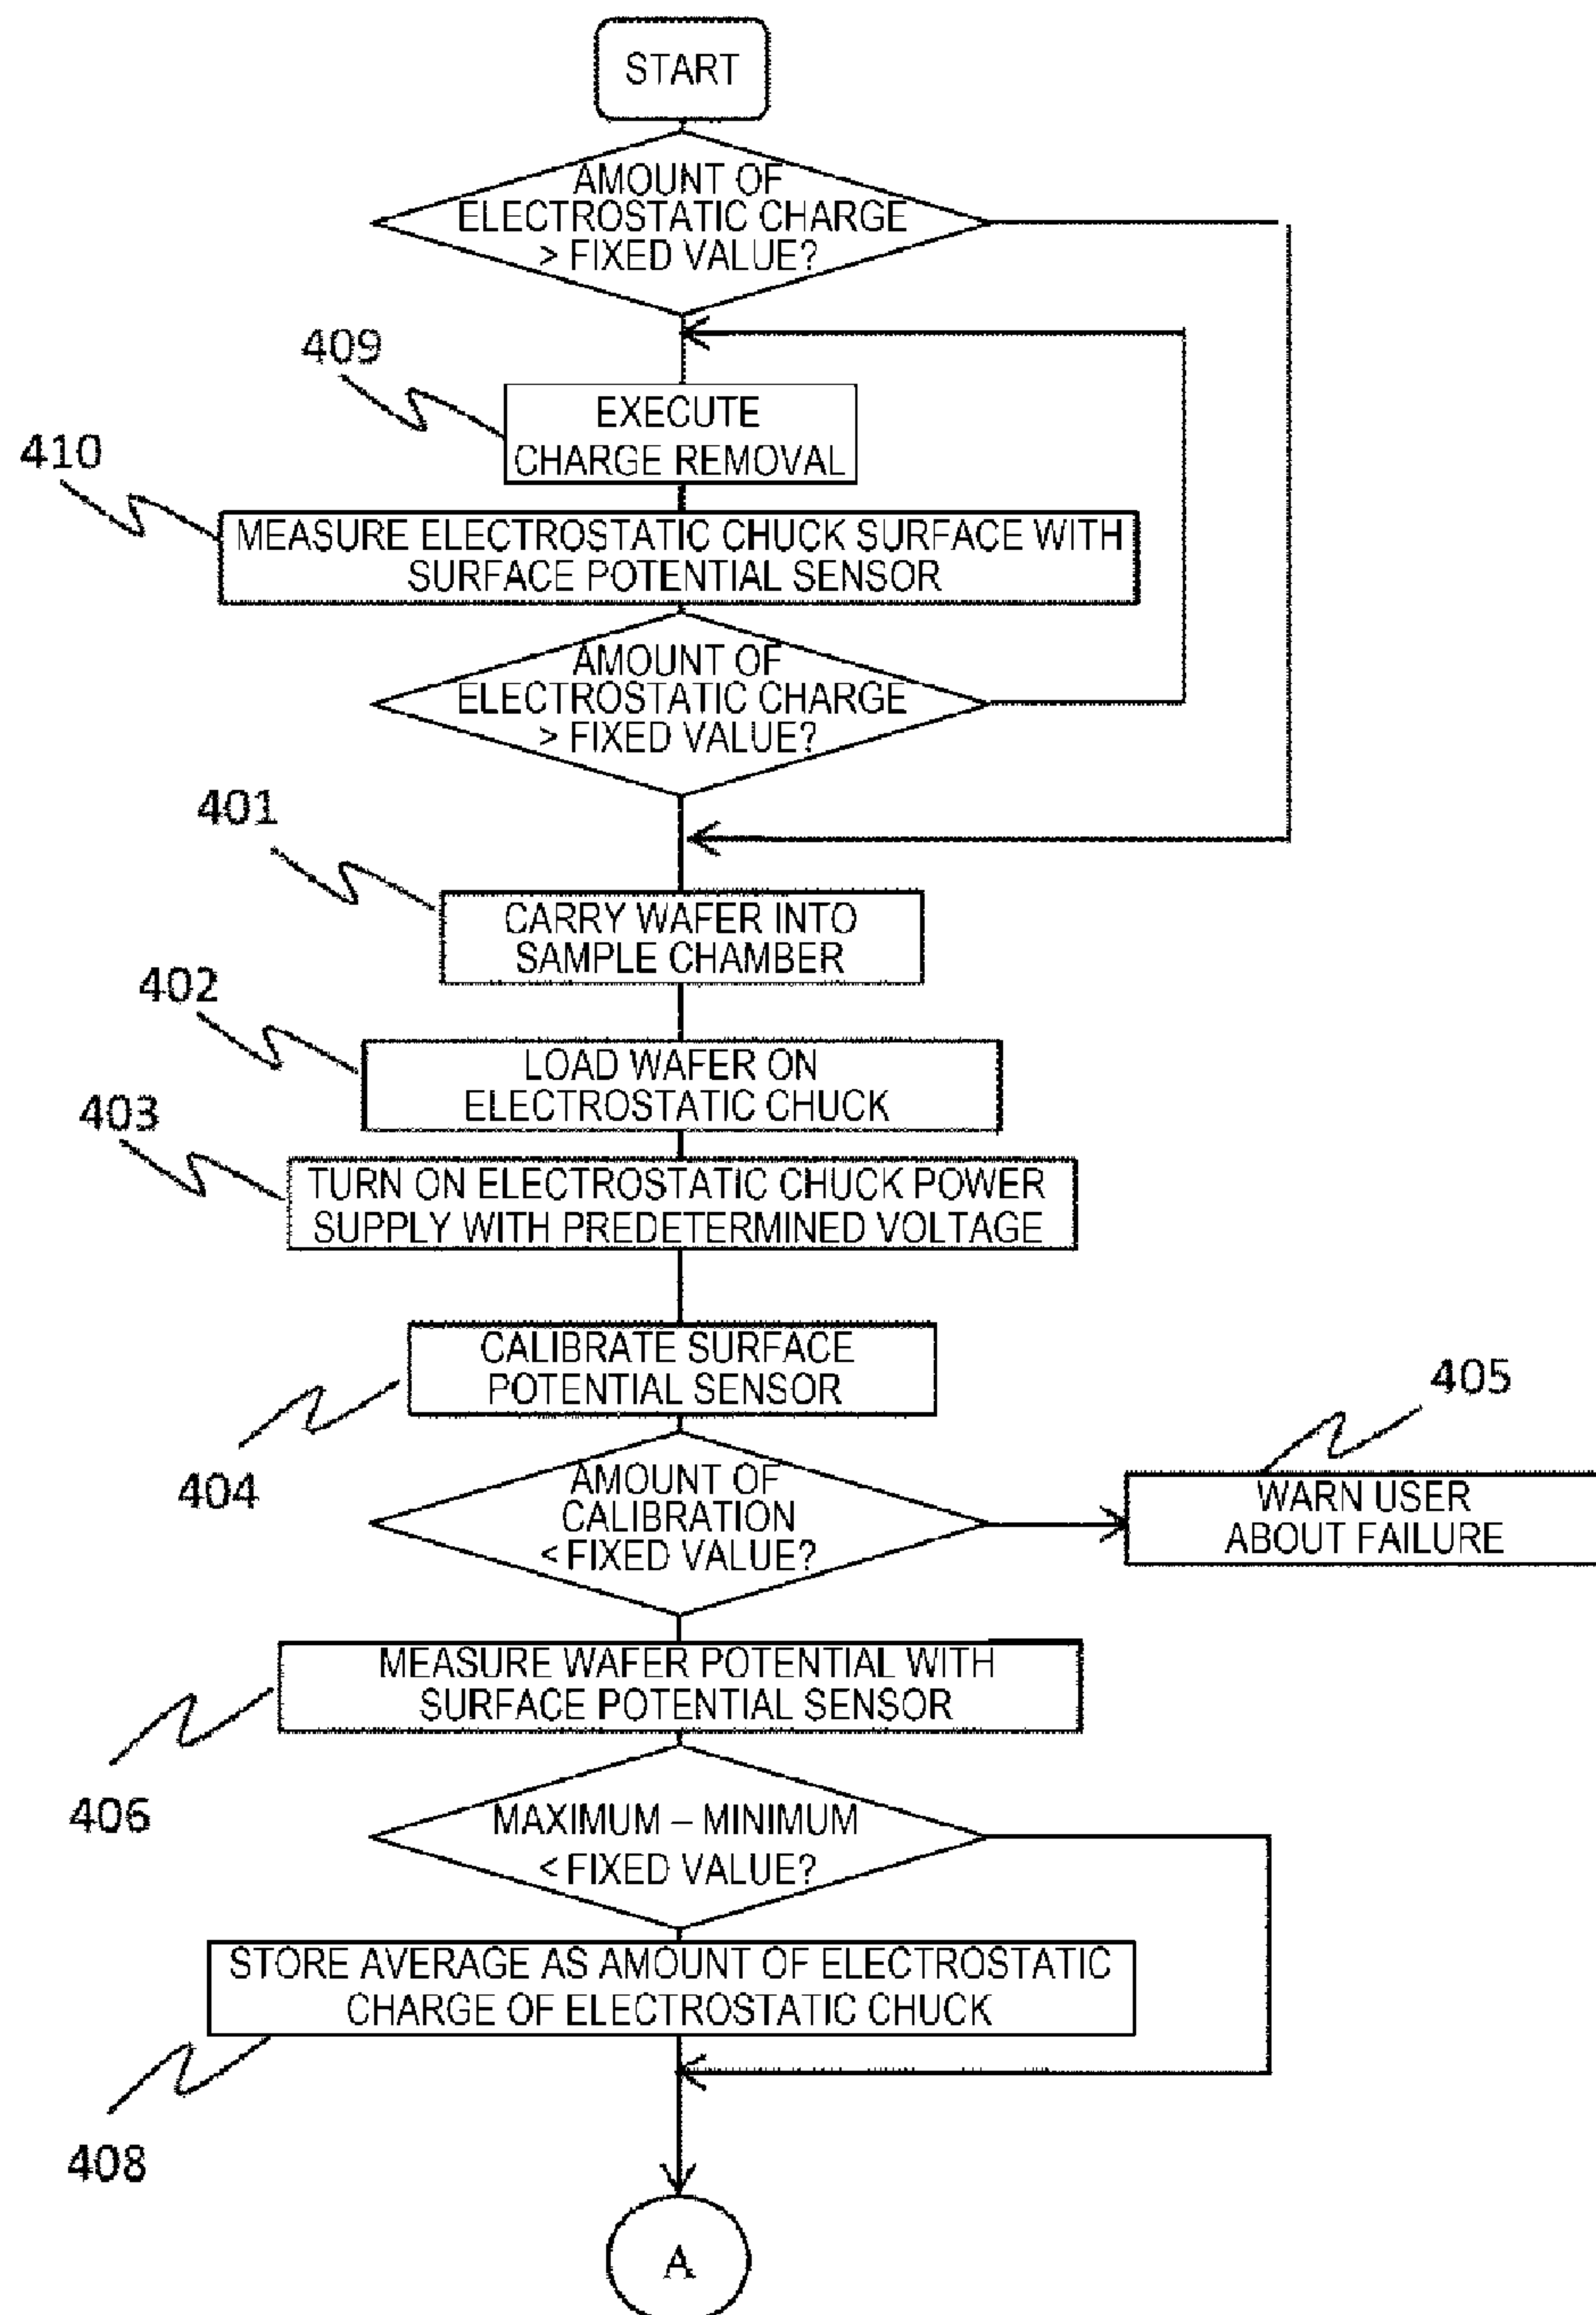 START
AMOUNT OF
ELECTROSTATIC CHARGE
> FIXED VALUE?
409
EXECUTE
CHARGE REMOVAL
410
MEASURE ELECTROSTATIC CHUCK SURFACE WITH
SURFACE POTENTIAL SENSOR
AMOUNT OF
ELECTROSTATIC CHARGE
> FIXED VALUE?
401
CARRY WAFER INTO
SAMPLE CHAMBER
402
LOAD WAFER ON
ELECTROSTATIC CHUCK
403
TURN ON ELECTROSTATIC CHUCK POWER
SUPPLY WITH PREDETERMINED VOLTAGE
CALIBRATE SURFACE
POTENTIAL SENSOR
404
AMOUNT OF
CALIBRATION
< FIXED VALUE?
405
WARN USER
ABOUT FAILURE
MEASURE WAFER POTENTIAL WITH
SURFACE POTENTIAL SENSOR
406
MAXIMUM – MINIMUM
< FIXED VALUE?
STORE AVERAGE AS AMOUNT OF ELECTROSTATIC
CHARGE OF ELECTROSTATIC CHUCK
408
A